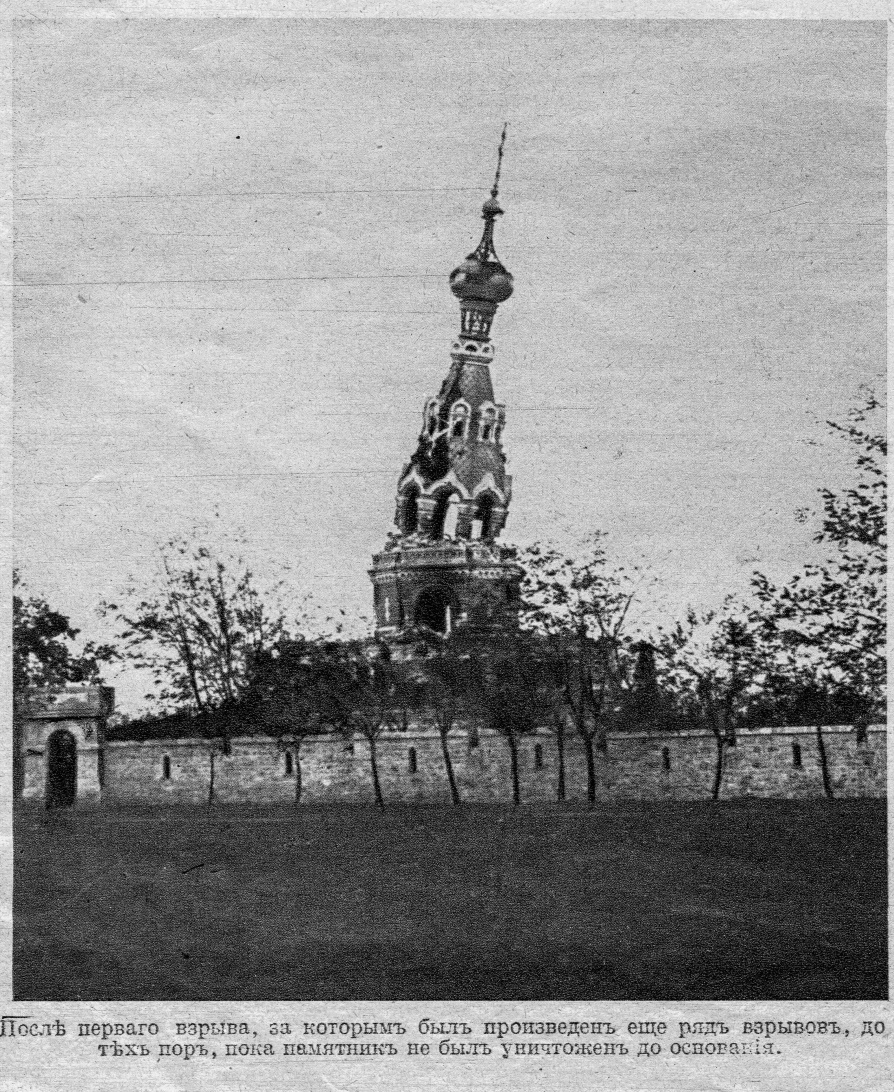 Послѣ перваго взрыва, за которымъ былъ произведенъ еще рядъ взрывовъ, до
тѣхъ поръ, пока памятникъ не былъ уничтоженъ до основанія.